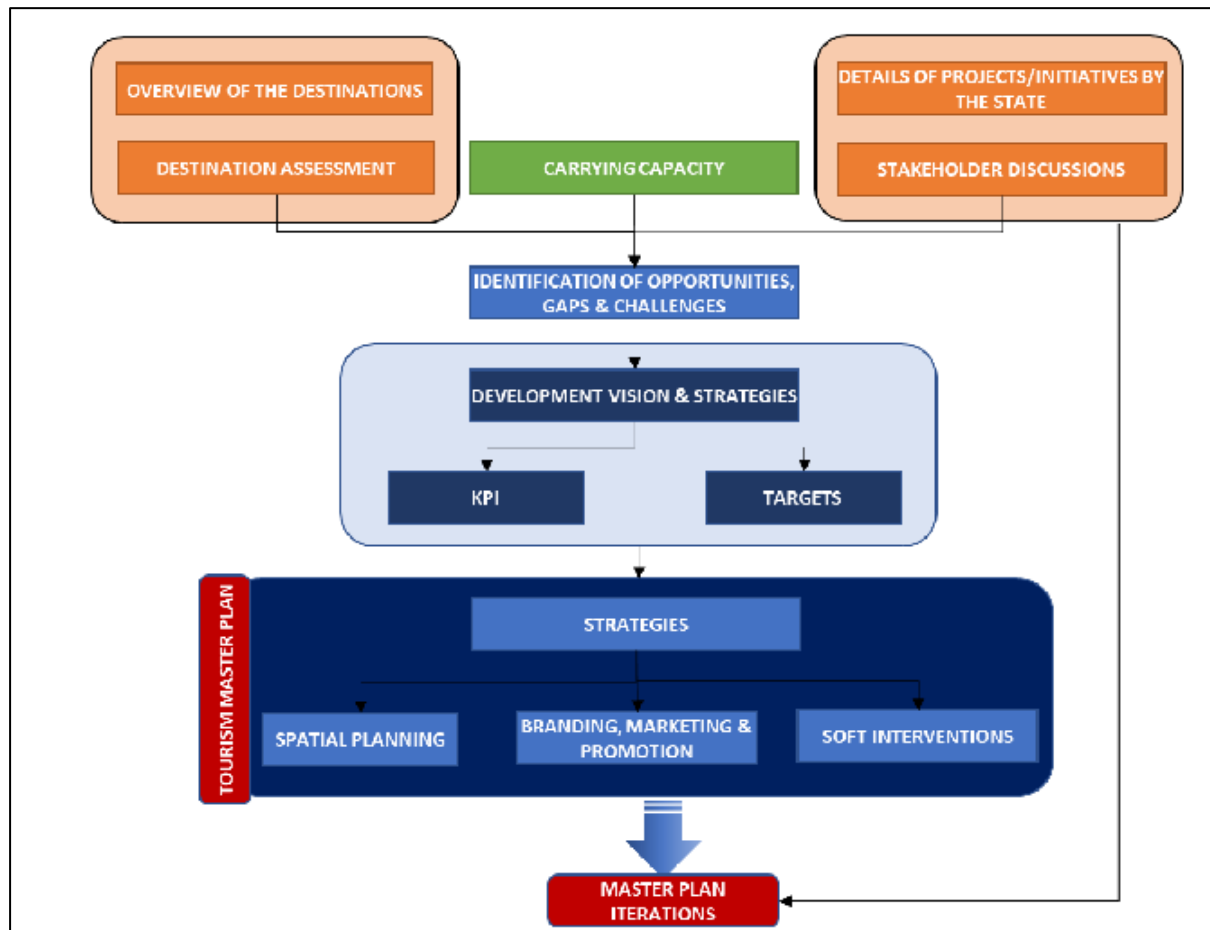 OVERVIEW OF THE DESTINATIONS
DESTINATION ASSESSMENT
CARRYING CAPACITY
DETAILS OF PROJECTS/INITIATIVES BY
THE STATE
STAKEHOLDER DISCUSSIONS
IDENTIFICATION OF OPPORTUNITIES,
GAPS & CHALLENGES
DEVELOPMENT VISION & STRATEGIES
KPI
TARGETS
TOURISM MASTER PLAN
STRATEGIES
SPATIAL PLANNING
BRANDING, MARKETING &
PROMOTION
SOFT INTERVENTIONS
MASTER PLAN
ITERATIONS